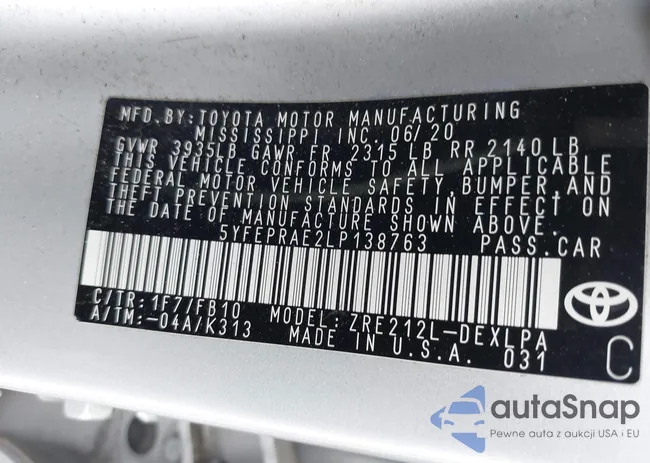 MFD. BY: TOYOTA MOTOR MANUFACTURING
MISSISSIPPI INC. 06/20
GVWR 3935LB GAWR FR 2315 LB RR 2140 LB
THIS VEHICLE CONFORMS TO ALL APPLICABLE
FEDERAL MOTOR VEHICLE SAFETY, BUMPER, AND
THEFT PREVENTION STANDARDS IN EFFECT ON
THE DATE OF MANUFACTURE SHOWN ABOVE.
5YFEPRAE2LP138763 PASS. CAR
C/TR: 1F7/FB10 MODEL: ZRE212L-DEXLPA
A/TM: -04A/K313 MADE IN U.S.A. 031
C
autaSnap
Pewne auta z aukcji USA i EU